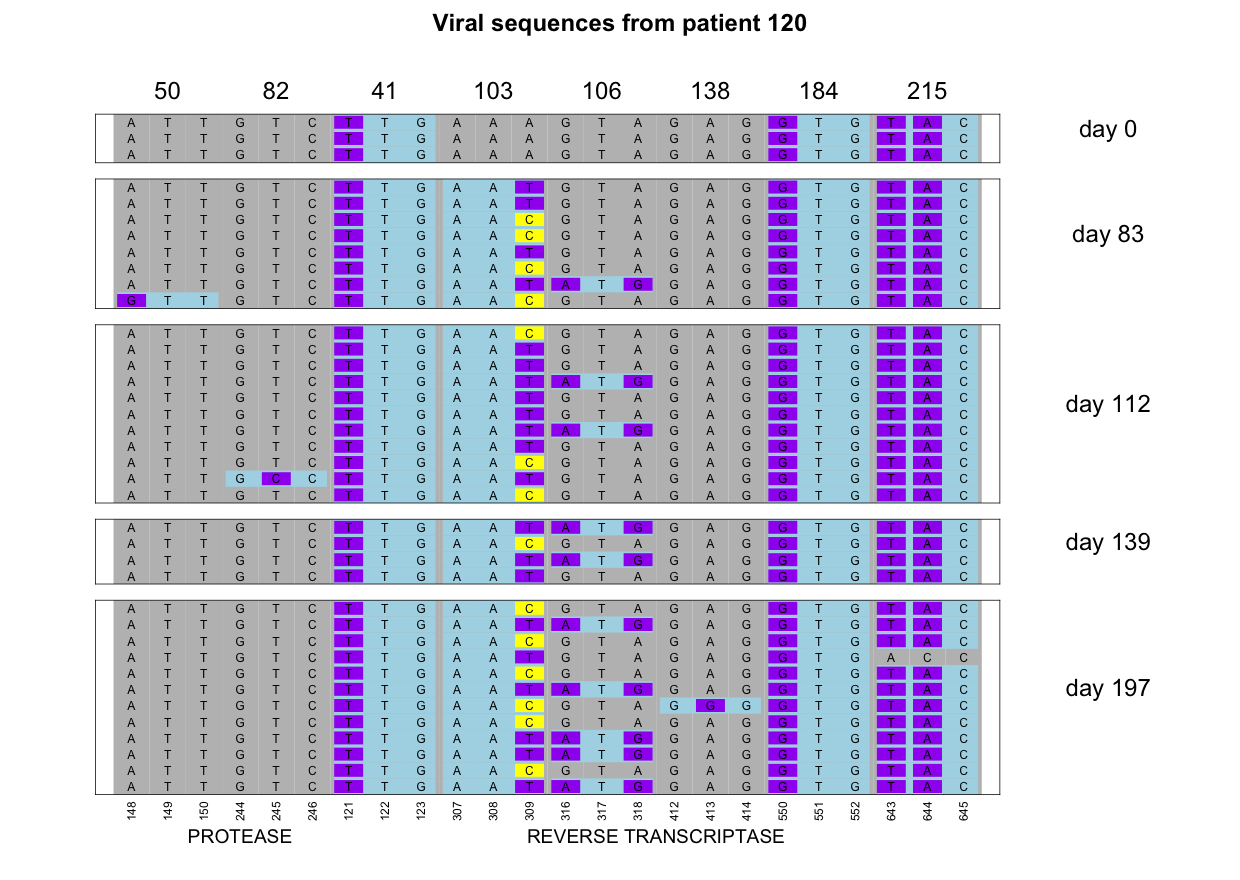 Viral sequences from patient 120
50 82 41 103 106 138 184 215
A T T G T C T T G A A A G T A G A G G T G T A C
A T T G T C T T G A A A G T A G A G G T G T A C
A T T G T C T T G A A A G T A G A G G T G T A C
day 0
A T T G T C T T G A A T G T A G A G G T G T A C
A T T G T C T T G A A T G T A G A G G T G T A C
A T T G T C T T G A A C G T A G A G G T G T A C
A T T G T C T T G A A C G T A G A G G T G T A C
A T T G T C T T G A A T G T A G A G G T G T A C
A T T G T C T T G A A C G T A G A G G T G T A C
A T T G T C T T G A A T A T G G A G G T G T A C
G T T G T C T T G A A C G T A G A G G T G T A C
day 83
A T T G T C T T G A A C G T A G A G G T G T A C
A T T G T C T T G A A T G T A G A G G T G T A C
A T T G T C T T G A A T G T A G A G G T G T A C
A T T G T C T T G A A T A T G G A G G T G T A C
A T T G T C T T G A A T G T A G A G G T G T A C
A T T G T C T T G A A T G T A G A G G T G T A C
A T T G T C T T G A A T A T G G A G G T G T A C
A T T G T C T T G A A T G T A G A G G T G T A C
A T T G T C T T G A A C G T A G A G G T G T A C
A T T G C C T T G A A T G T A G A G G T G T A C
A T T G T C T T G A A C G T A G A G G T G T A C
day 112
A T T G T C T T G A A T A T G G A G G T G T A C
A T T G T C T T G A A C G T A G A G G T G T A C
A T T G T C T T G A A T A T G G A G G T G T A C
A T T G T C T T G A A T G T A G A G G T G T A C
day 139
A T T G T C T T G A A C G T A G A G G T G T A C
A T T G T C T T G A A T A T G G A G G T G T A C
A T T G T C T T G A A C G T A G A G G T G T A C
A T T G T C T T G A A T G T A G A G G T G A C C
A T T G T C T T G A A C G T A G A G G T G T A C
A T T G T C T T G A A T A T G G A G G T G T A C
A T T G T C T T G A A C G T A G G G G T G T A C
A T T G T C T T G A A C G T A G A G G T G T A C
A T T G T C T T G A A T A T G G A G G T G T A C
A T T G T C T T G A A T A T G G A G G T G T A C
A T T G T C T T G A A C G T A G A G G T G T A C
A T T G T C T T G A A T A T G G A G G T G T A C
day 197
148 149 150 244 245 246 121 122 123 307 308 309 316 317 318 412 413 414 550 551 552 643 644 645
PROTEASE REVERSE TRANSCRIPTASE